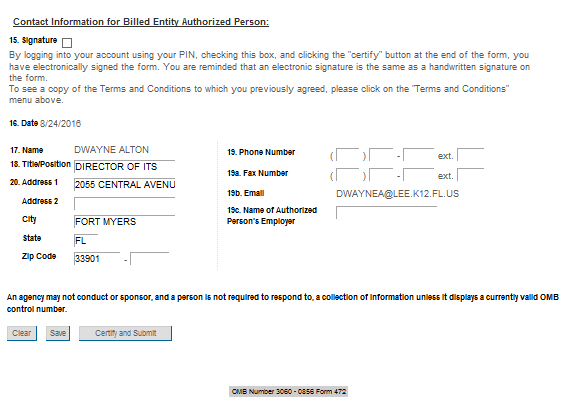 Contact Information for Billed Entity Authorized Person:
15. Signature
By logging into your account using your PIN, checking this box, and clicking the "certify" button at the end of the form, you
have electronically signed the form. You are reminded that an electronic signature is the same as a handwritten signature on
the form.
To see a copy of the Terms and Conditions to which you previously agreed, please click on the "Terms and Conditions"
menu above.
16. Date 8/24/2016
17. Name DWAYNE ALTON
18. Title/Position DIRECTOR OF ITS
20. Address 1 2055 CENTRAL AVENU
Address 2
City FORT MYERS
State FL
Zip Code 33901 -
19. Phone Number ( ) - ext.
19a. Fax Number ( ) - ext.
19b. Email DWAYNEA@LEE.K12.FL.US
19c. Name of Authorized
Person's Employer
An agency may not conduct or sponsor, and a person is not required to respond to, a collection of information unless it displays a currently valid OMB
control number.
Clear Save Certify and Submit
OMB Number 3060 - 0856 Form 472